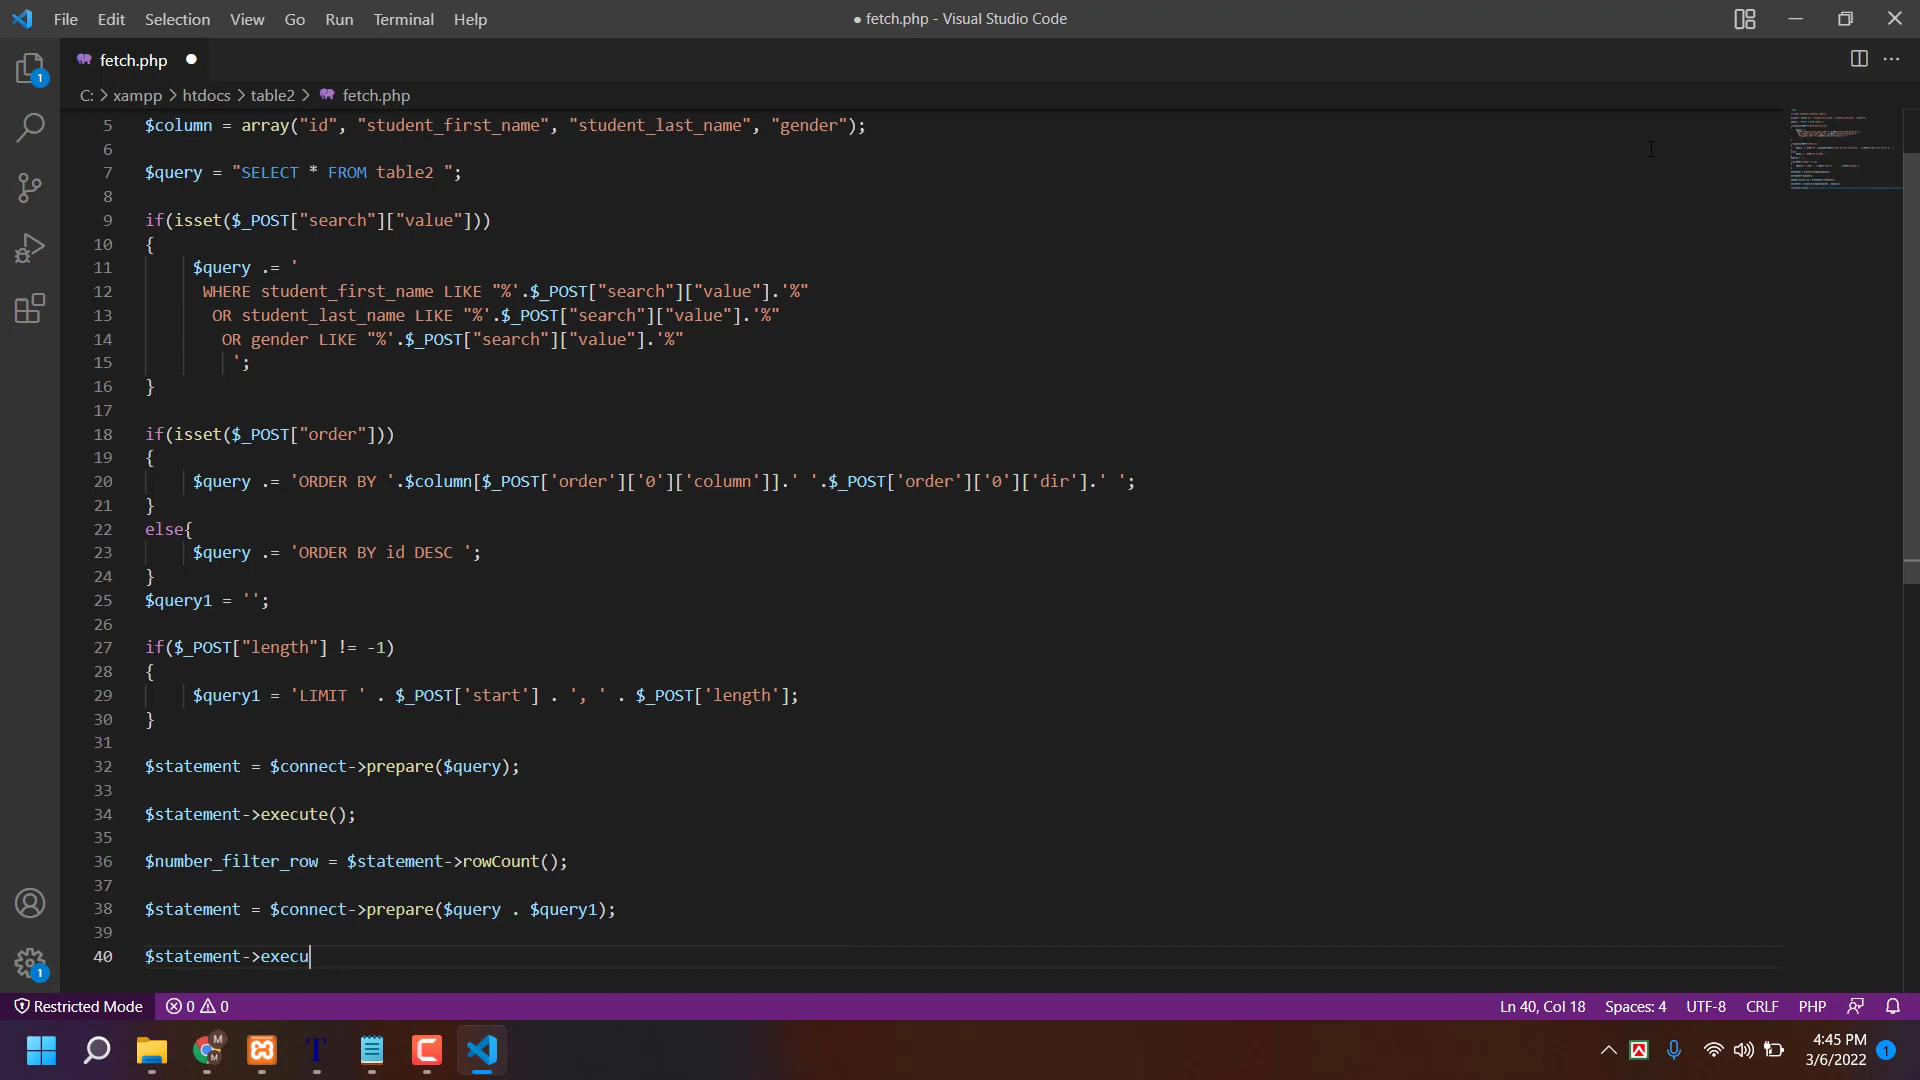 File Edit Selection View Go Run Terminal Help
● fetch.php - Visual Studio Code
fetch.php
C: > xampp > htdocs > table2 > fetch.php
5 $column = array("id", "student_first_name", "student_last_name", "gender");
6
7 $query = "SELECT * FROM table2 ";
8
9 if(isset($_POST["search"]["value"]))
10 {
11 $query .= '
12 WHERE student_first_name LIKE "%'.$_POST["search"]["value"].'%"
13 OR student_last_name LIKE "%'.$_POST["search"]["value"].'%"
14 OR gender LIKE "%'.$_POST["search"]["value"].'%"
15 ';
16 }
17
18 if(isset($_POST["order"]))
19 {
20 $query .= 'ORDER BY '.$column[$_POST['order']['0']['column']].' '.$_POST['order']['0']['dir'].' ';
21 }
22 else{
23 $query .= 'ORDER BY id DESC ';
24 }
25 $query1 = '';
26
27 if($_POST["length"] != -1)
28 {
29 $query1 = 'LIMIT ' . $_POST['start'] . ', ' . $_POST['length'];
30 }
31
32 $statement = $connect->prepare($query);
33
34 $statement->execute();
35
36 $number_filter_row = $statement->rowCount();
37
38 $statement = $connect->prepare($query . $query1);
39
40 $statement->execu
1
1
Restricted Mode 0 0
Ln 40, Col 18 Spaces: 4 UTF-8 CRLF PHP
M
M
T
C
4:45 PM
3/6/2022
1